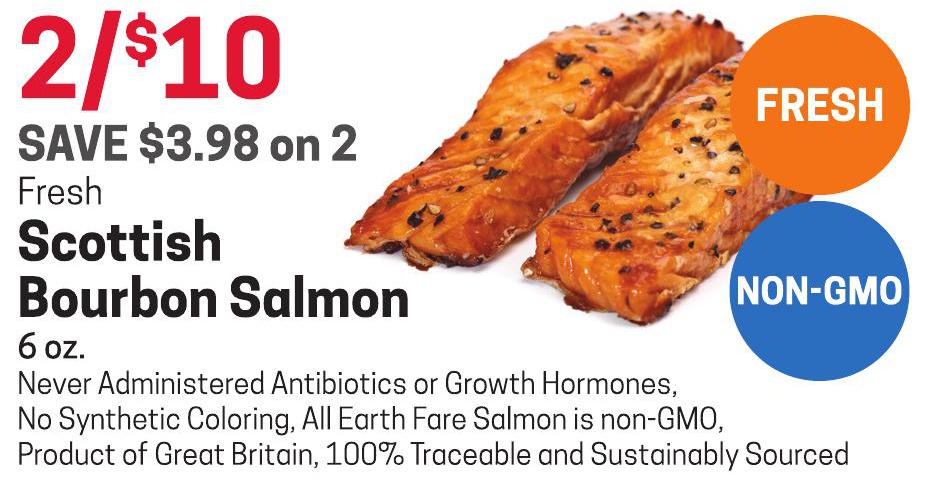 2/$10
SAVE $3.98 on 2
Fresh
Scottish
Bourbon Salmon
6 oz.
Never Administered Antibiotics or Growth Hormones,
No Synthetic Coloring, All Earth Fare Salmon is non-GMO,
Product of Great Britain, 100% Traceable and Sustainably Sourced
FRESH
NON-GMO